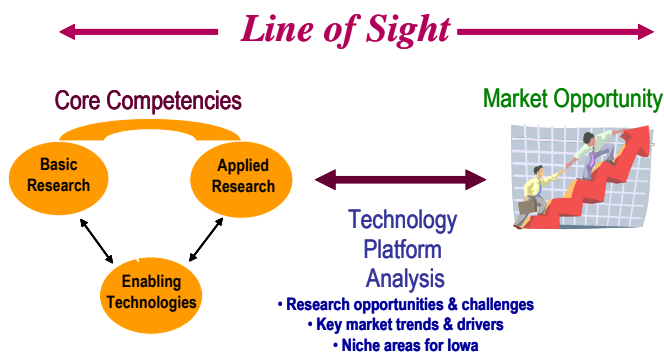 Line of Sight
Core Competencies
Basic
Research
Applied
Research
Enabling
Technologies
Technology
Platform
Analysis
• Research opportunities & challenges
• Key market trends & drivers
• Niche areas for Iowa
Market Opportunity